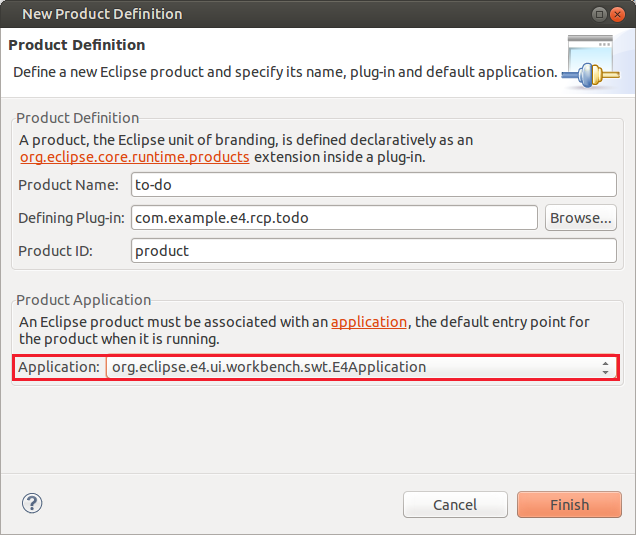 New Product Definition
Product Definition
Define a new Eclipse product and specify its name, plug-in and default application.
Product Definition
A product, the Eclipse unit of branding, is defined declaratively as an
org.eclipse.core.runtime.products extension inside a plug-in.
Product Name: to-do
Defining Plug-in: com.example.e4.rcp.todo Browse...
Product ID: product
Product Application
An Eclipse product must be associated with an application, the default entry point for
the product when it is running.
Application: org.eclipse.e4.ui.workbench.swt.E4Application
? Cancel Finish